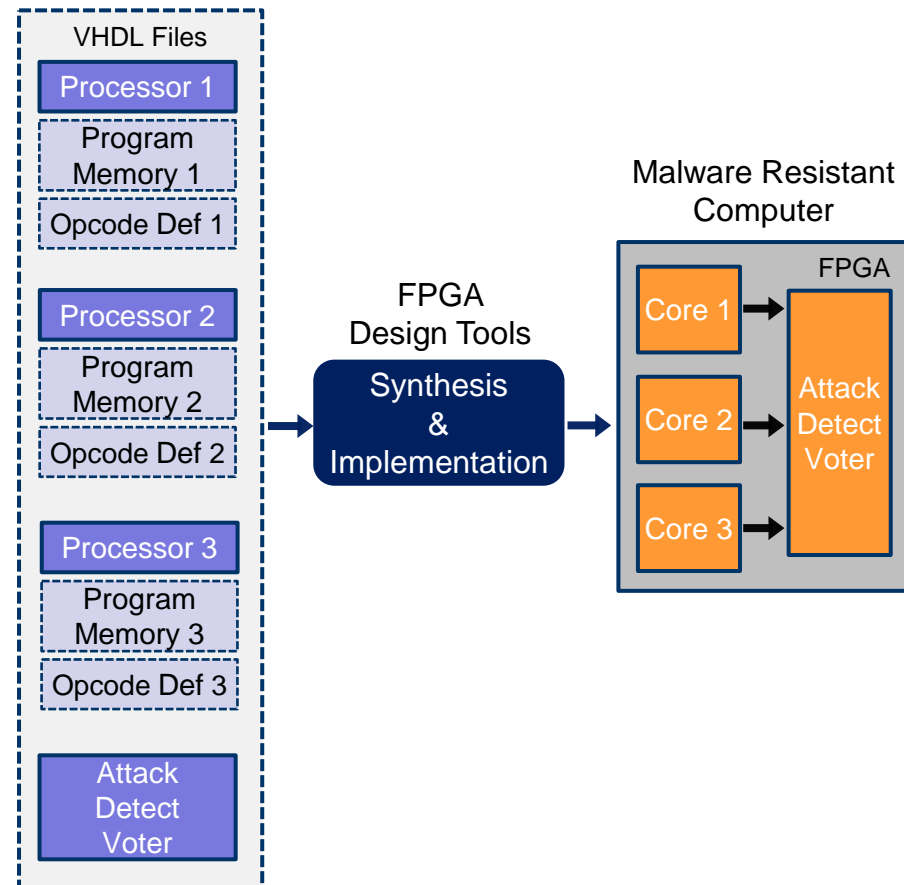 VHDL Files
Processor 1
Program
Memory 1
Opcode Def 1
Processor 2
Program
Memory 2
Opcode Def 2
Processor 3
Program
Memory 3
Opcode Def 3
Attack
Detect
Voter
FPGA
Design Tools
Synthesis
&
Implementation
Malware Resistant
Computer
FPGA
Core 1
Core 2
Core 3
Attack
Detect
Voter